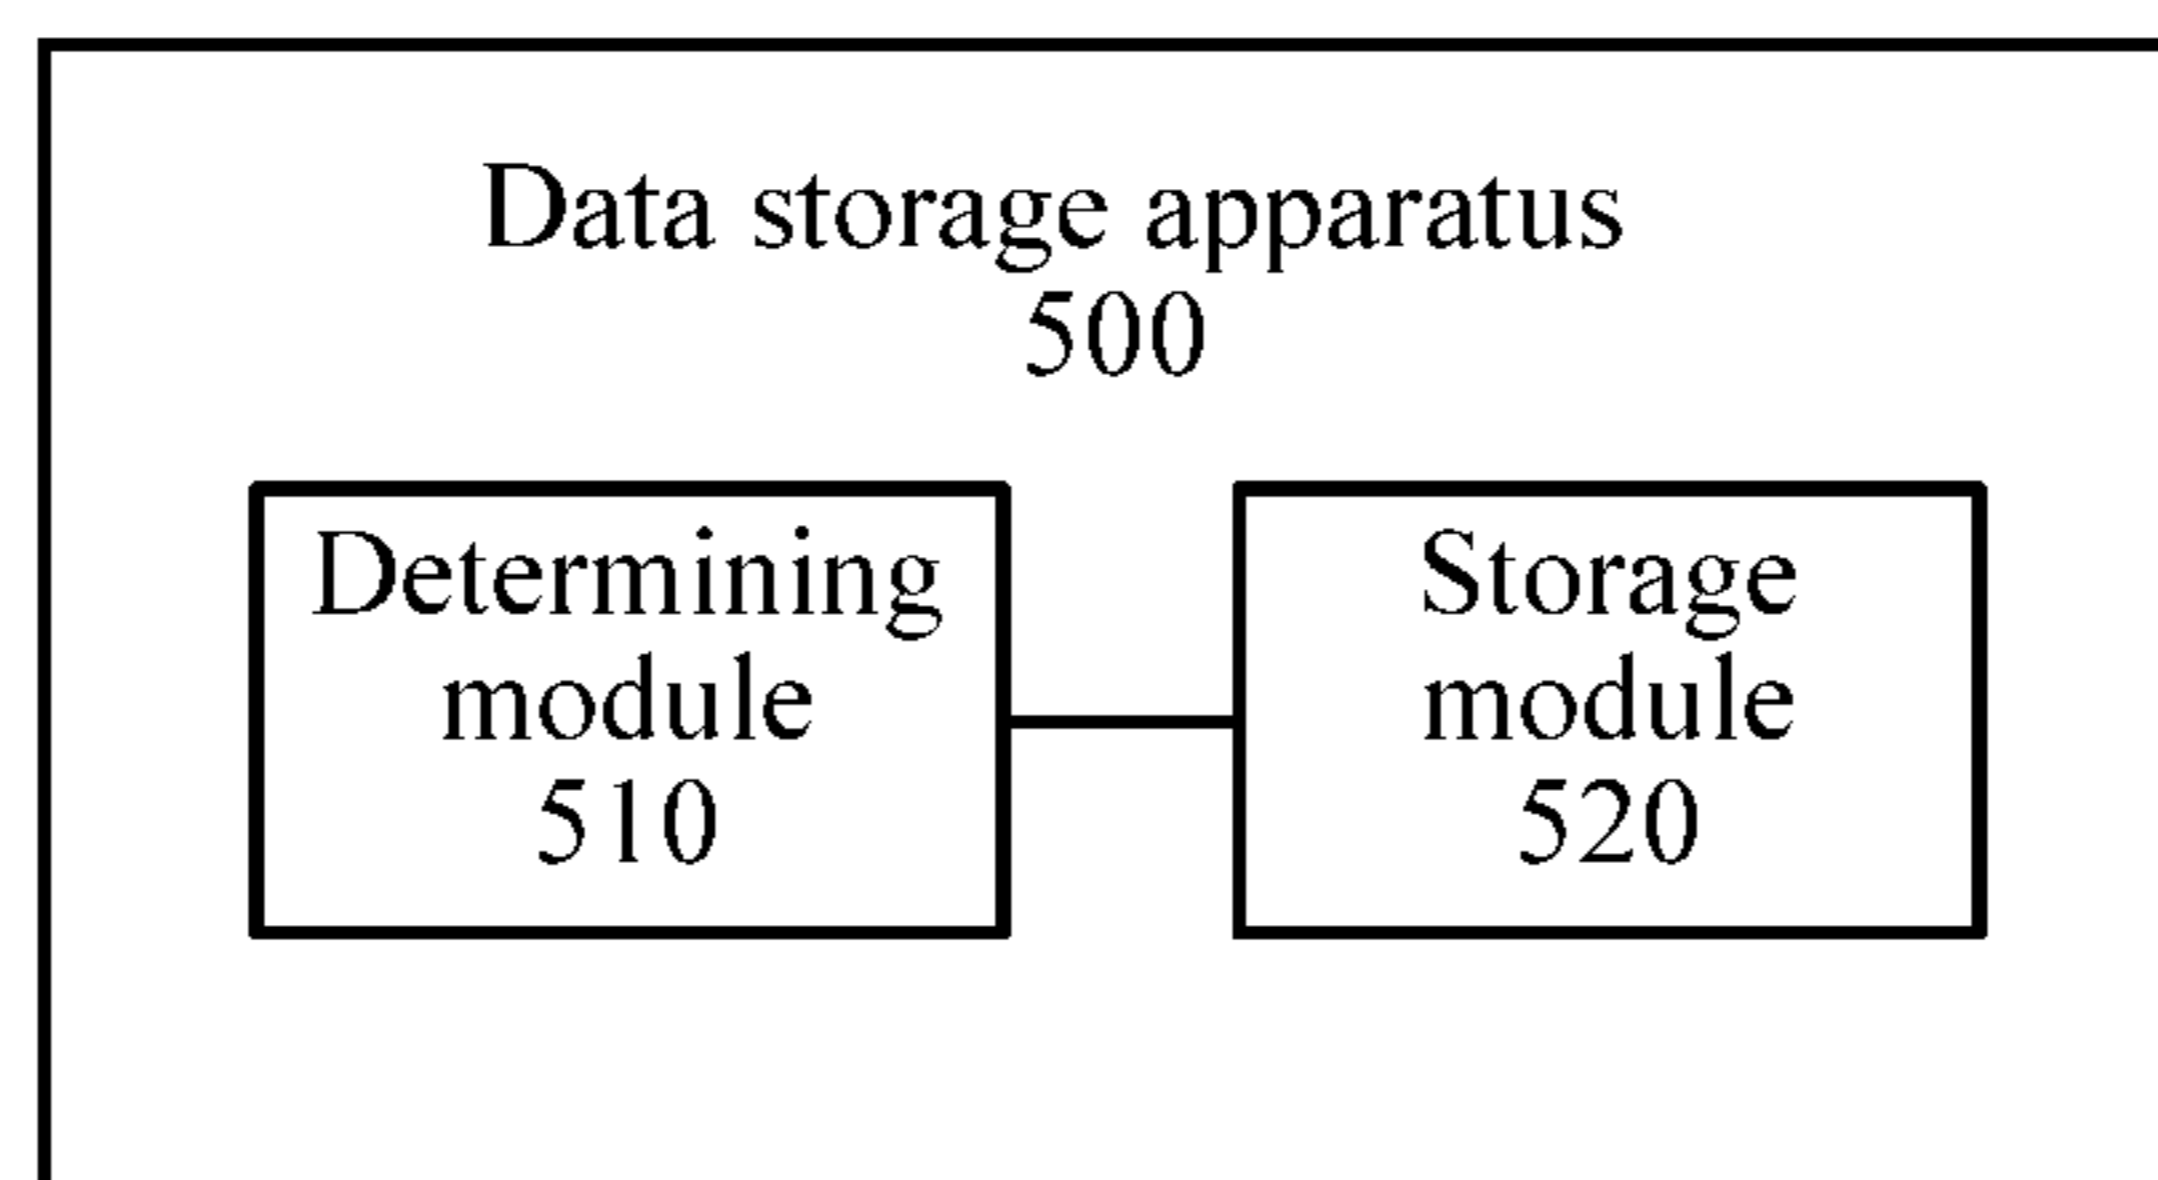 Data storage apparatus
500
Determining
module
510
Storage
module
520